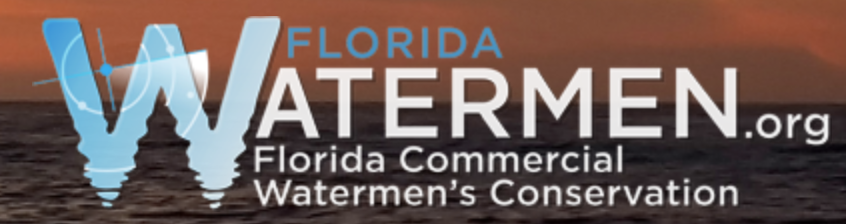 FLORIDA
WATERMEN.org
Florida Commercial
Watermen's Conservation